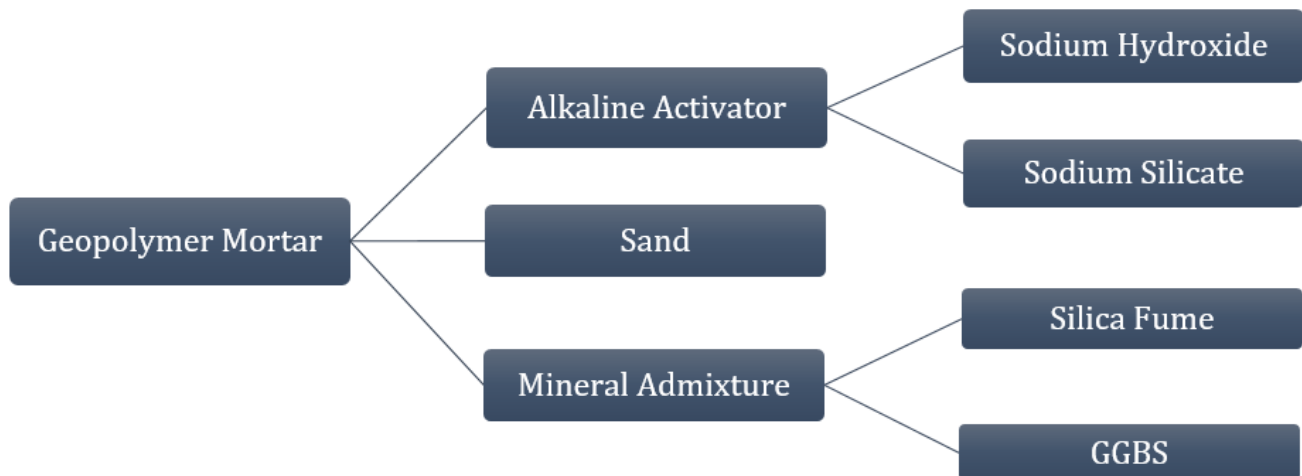 Geopolymer Mortar
Alkaline Activator
Sodium Hydroxide
Sodium Silicate
Sand
Mineral Admixture
Silica Fume
GGBS